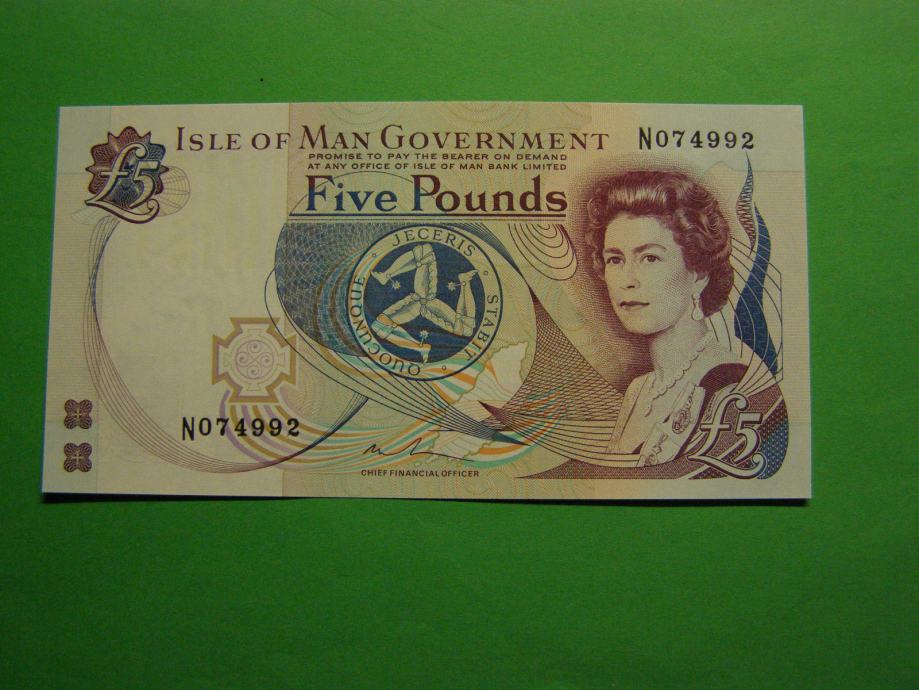 £5
ISLE OF MAN GOVERNMENT
N074992
PROMISE TO PAY THE BEARER ON DEMAND
AT ANY OFFICE OF ISLE OF MAN BANK LIMITED
Five Pounds
QUOCUNQUE · JECERIS · STABIT ·
N074992
CHIEF FINANCIAL OFFICER
£5